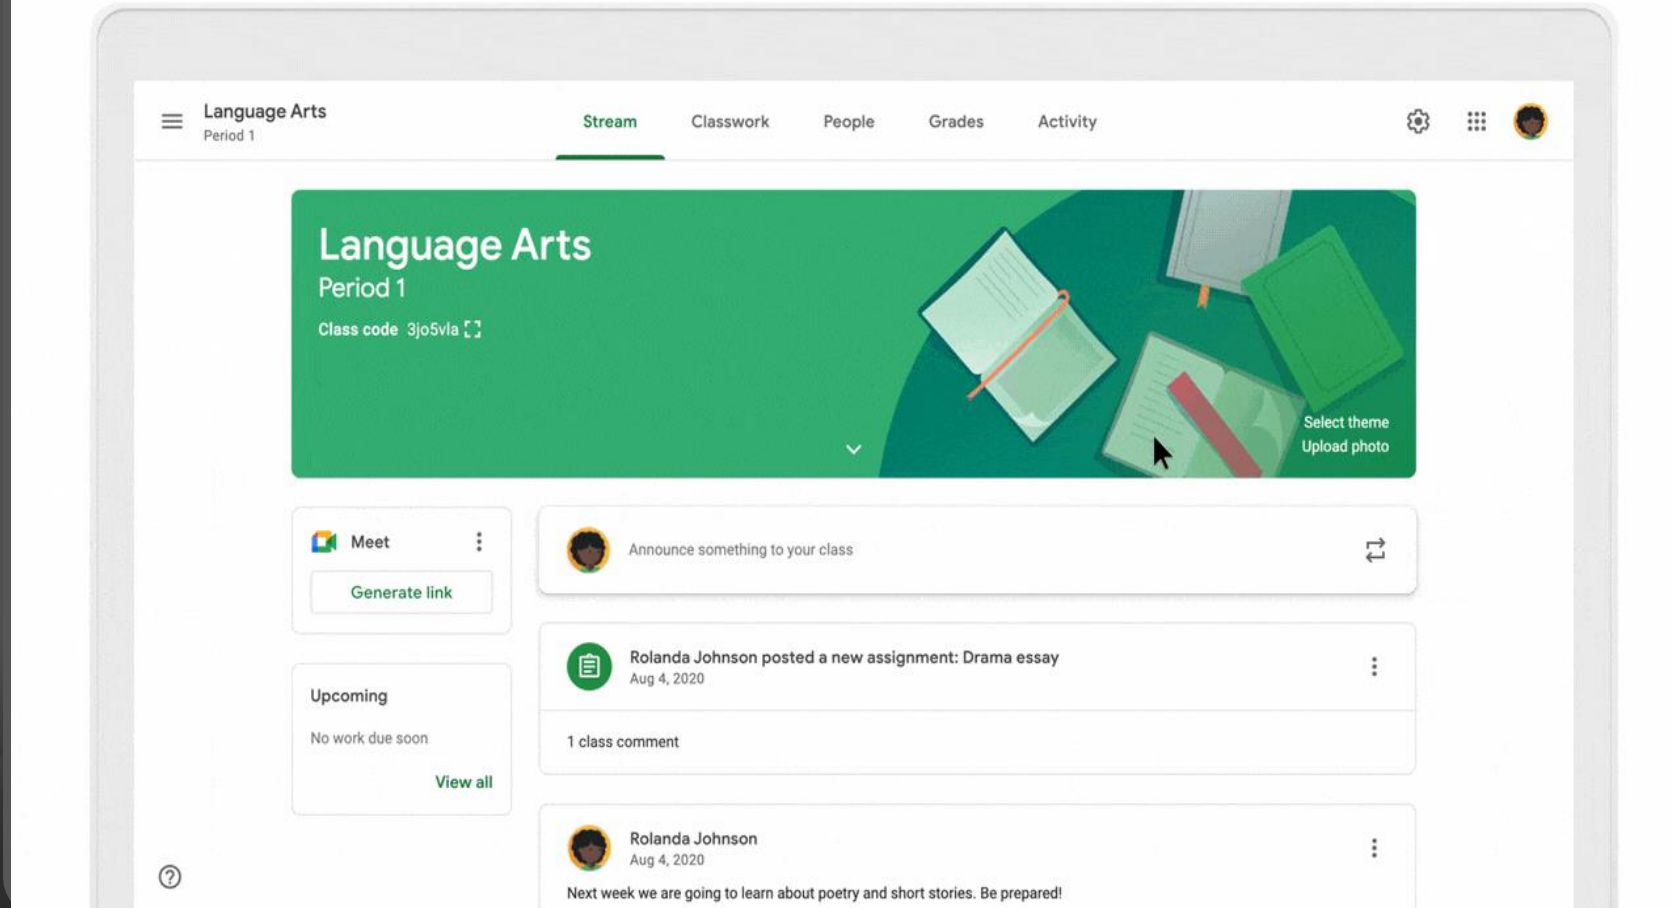 Language Arts
Period 1
Stream
Classwork
People
Grades
Activity
Language Arts
Period 1
Class code 3jo5vla
Select theme
Upload photo
Meet
Generate link
Announce something to your class
Rolanda Johnson posted a new assignment: Drama essay
Aug 4, 2020
1 class comment
Upcoming
No work due soon
View all
Rolanda Johnson
Aug 4, 2020
Next week we are going to learn about poetry and short stories. Be prepared!